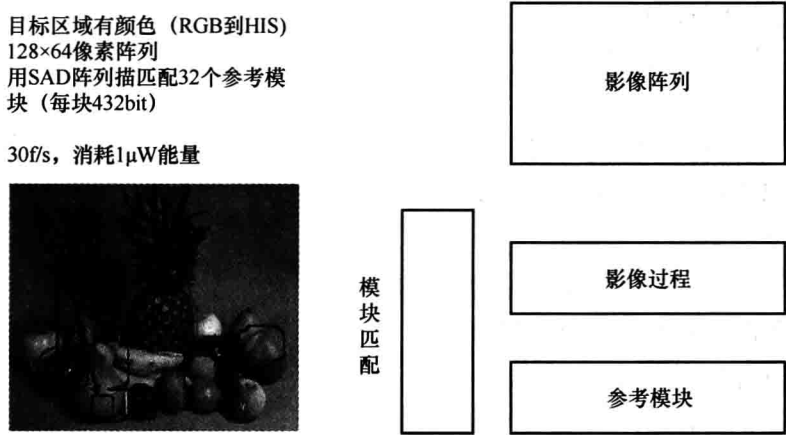 目标区域有颜色（RGB到HIS）
128×64像素阵列
用SAD阵列描匹配32个参考模
块（每块432bit）
30f/s，消耗1μW能量
影像阵列
模块匹配
影像过程
参考模块